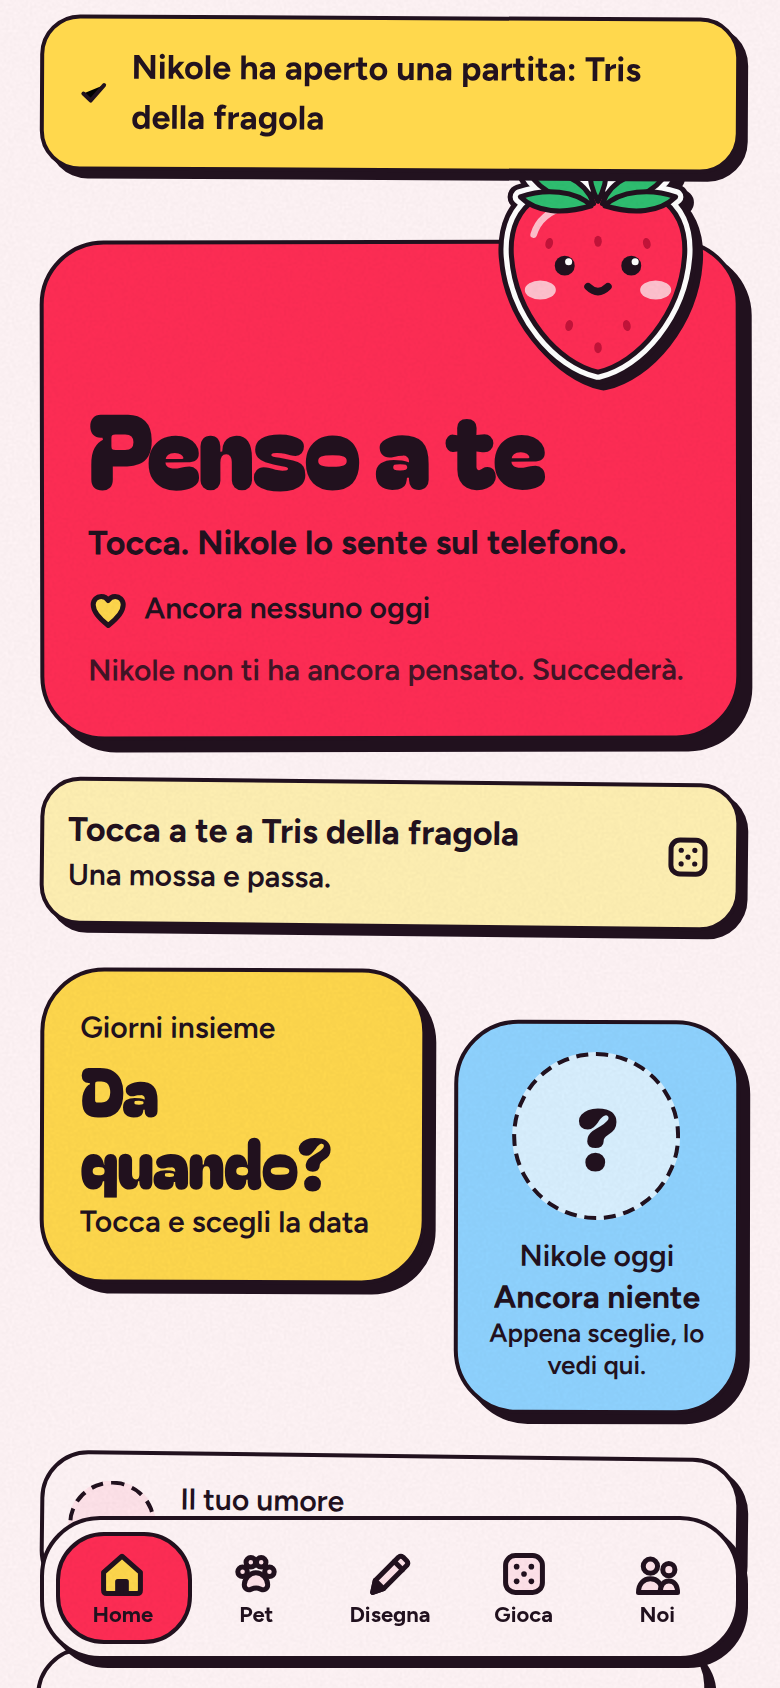 Nikole ha aperto una partita: Tris
della fragola
Penso a te
Tocca. Nikole lo sente sul telefono.
Ancora nessuno oggi
Nikole non ti ha ancora pensato. Succederà.
Tocca a te a Tris della fragola
Una mossa e passa.
Giorni insieme
Da
quando?
Tocca e scegli la data
?
Nikole oggi
Ancora niente
Appena sceglie, lo
vedi qui.
Il tuo umore
Home
Pet
Disegna
Gioca
Noi